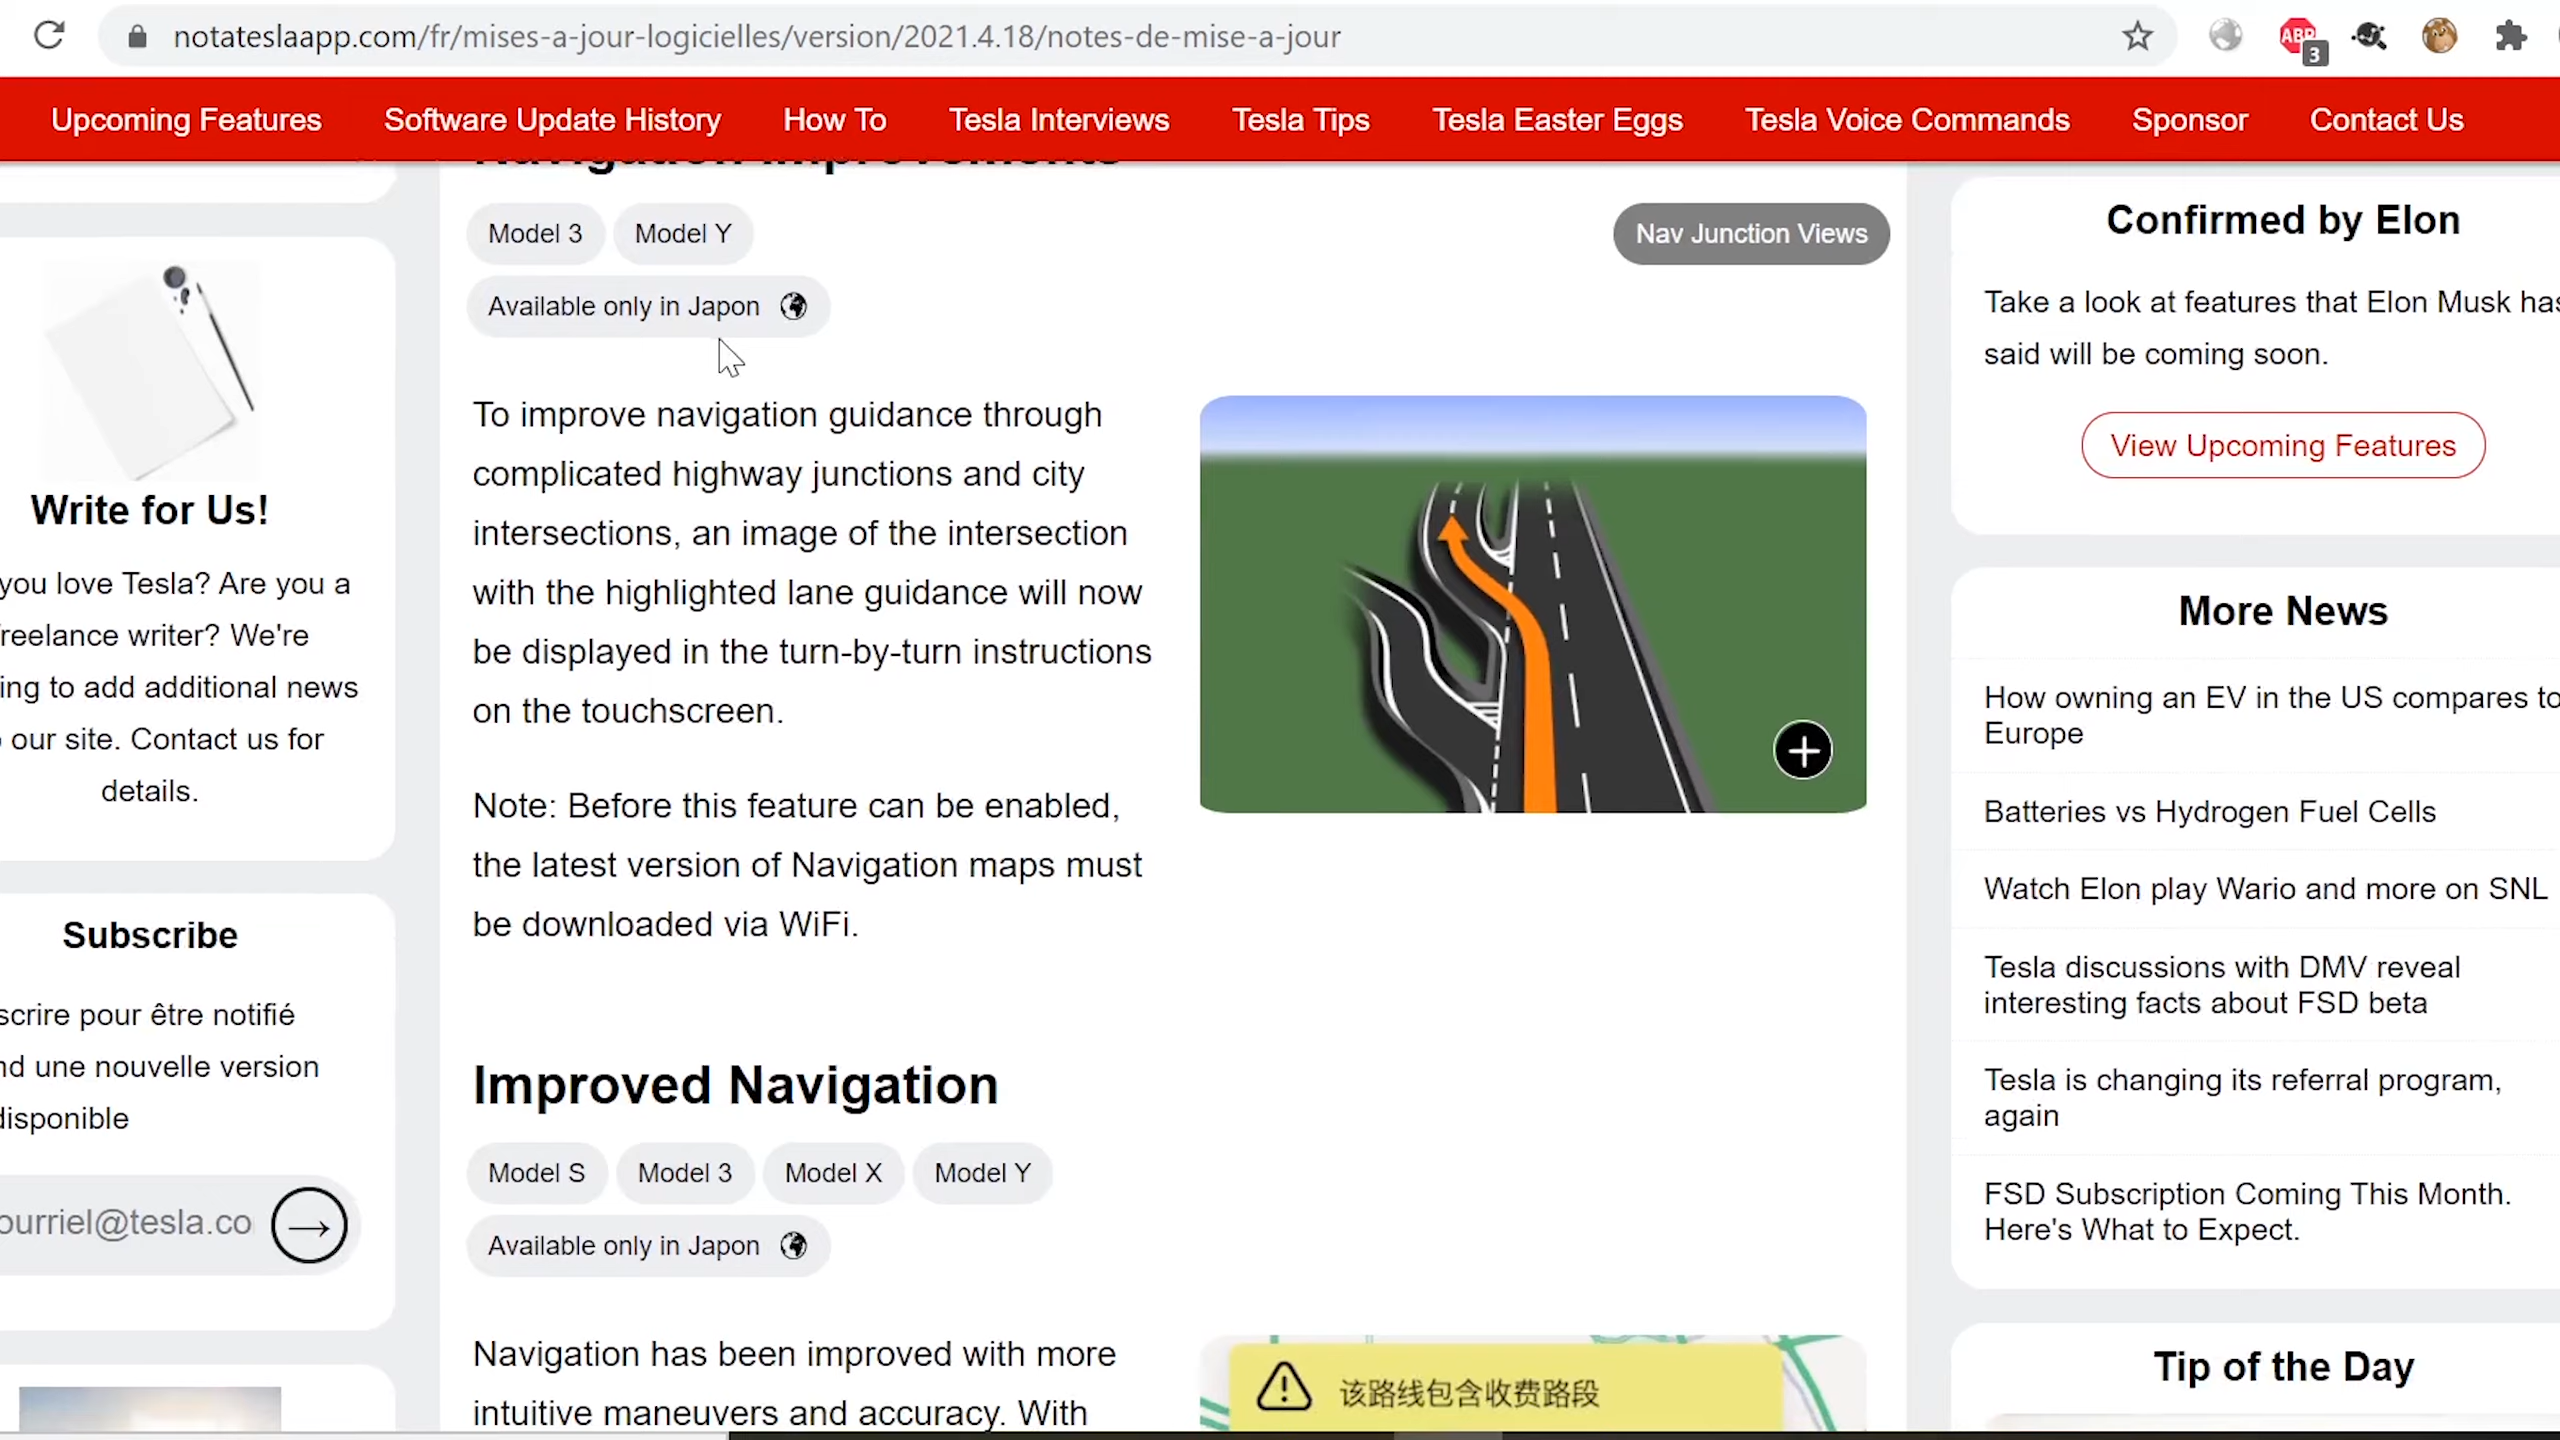 notateslaapp.com/fr/mises-a-jour-logicielles/version/2021.4.18/notes-de-mise-a-jour
ABP
3
Upcoming Features
Software Update History
How To
Tesla Interviews
Tesla Tips
Tesla Easter Eggs
Tesla Voice Commands
Sponsor
Contact Us
Navigation Improvements
Model 3
Model Y
Nav Junction Views
Available only in Japon
To improve navigation guidance through
complicated highway junctions and city
intersections, an image of the intersection
with the highlighted lane guidance will now
be displayed in the turn-by-turn instructions
on the touchscreen.
Note: Before this feature can be enabled,
the latest version of Navigation maps must
be downloaded via WiFi.
Improved Navigation
Model S
Model 3
Model X
Model Y
Available only in Japon
Navigation has been improved with more
intuitive maneuvers and accuracy. With
该路线包含收费路段
Write for Us!
you love Tesla? Are you a
reelance writer? We're
ing to add additional news
our site. Contact us for
details.
Subscribe
scrire pour être notifié
nd une nouvelle version
disponible
ourriel@tesla.co
Confirmed by Elon
Take a look at features that Elon Musk has
said will be coming soon.
View Upcoming Features
More News
How owning an EV in the US compares to
Europe
Batteries vs Hydrogen Fuel Cells
Watch Elon play Wario and more on SNL
Tesla discussions with DMV reveal
interesting facts about FSD beta
Tesla is changing its referral program,
again
FSD Subscription Coming This Month.
Here's What to Expect.
Tip of the Day